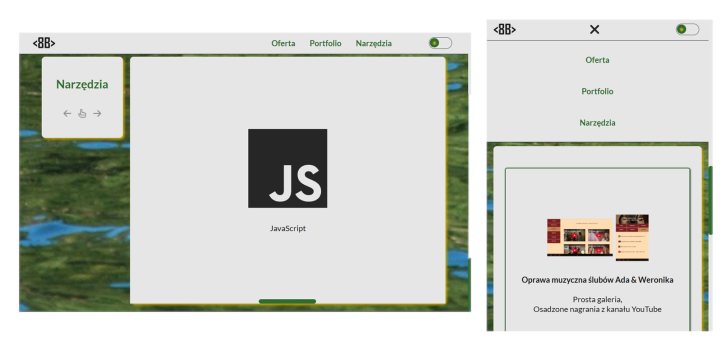 <BB>
Oferta Portfolio Narzędzia
Narzędzia
JS
JavaScript
<BB>
Oferta
Portfolio
Narzędzia
Oprawa muzyczna ślubów Ada & Weronika
Prosta galeria,
Osadzone nagrania z kanału YouTube